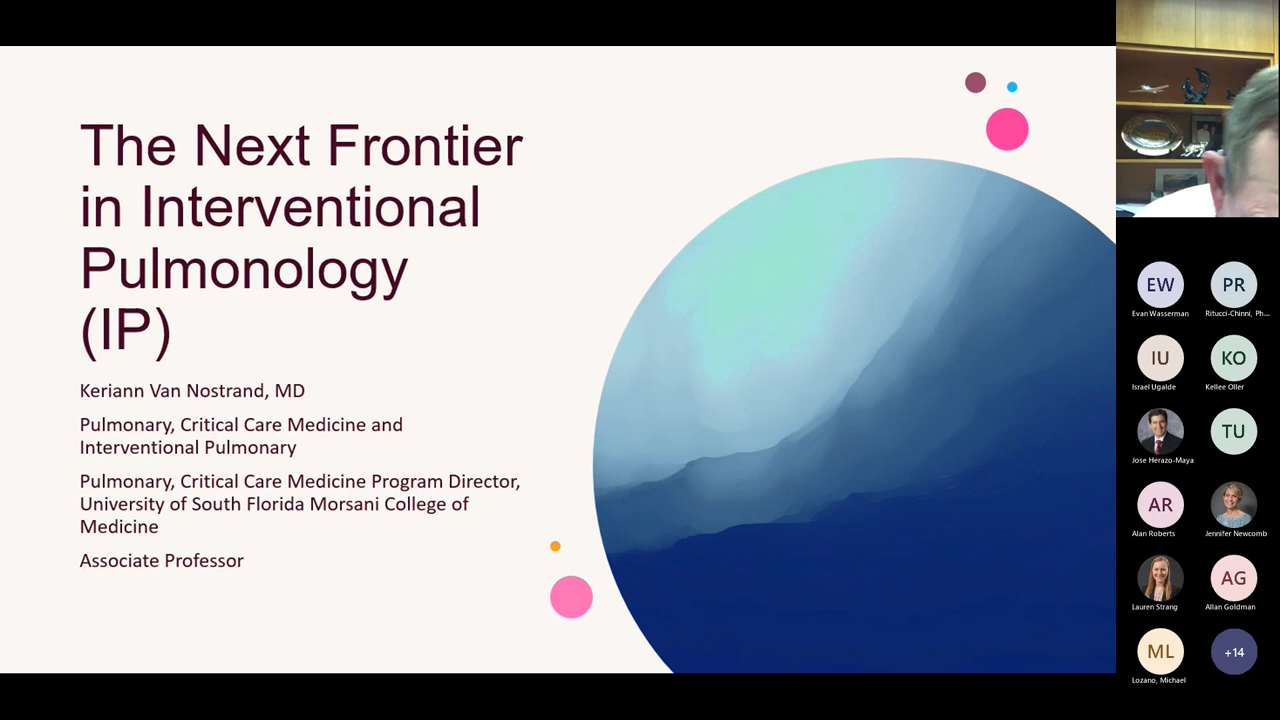 The Next Frontier
in Interventional
Pulmonology
(IP)
Keriann Van Nostrand, MD
Pulmonary, Critical Care Medicine and
Interventional Pulmonary
Pulmonary, Critical Care Medicine Program Director,
University of South Florida Morsani College of
Medicine
Associate Professor
EW
PR
Evan Wasserman
Ritucci-Chinni, Ph...
IU
KO
Israel Ugalde
Kellee Oller
TU
Jose Herazo-Maya
AR
Alan Roberts
Jennifer Newcomb
AG
Lauren Strang
Allan Goldman
ML
+14
Lozano, Michael